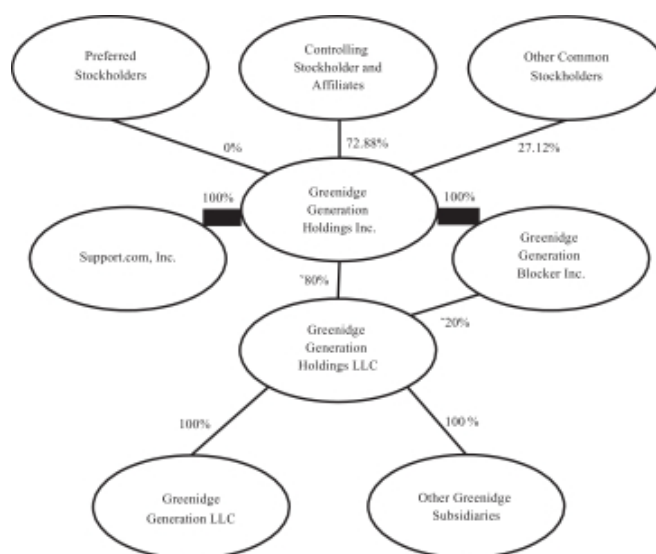 Preferred
Stockholders
Controlling
Stockholder and
Affiliates
Other Common
Stockholders
0%
72.88%
27.12%
100%
Greenidge
Generation
Holdings Inc.
100%
Support.com, Inc.
Greenidge
Generation
Blocker Inc.
~80%
~20%
Greenidge
Generation
Holdings LLC
100%
100 %
Greenidge
Generation LLC
Other Greenidge
Subsidiaries